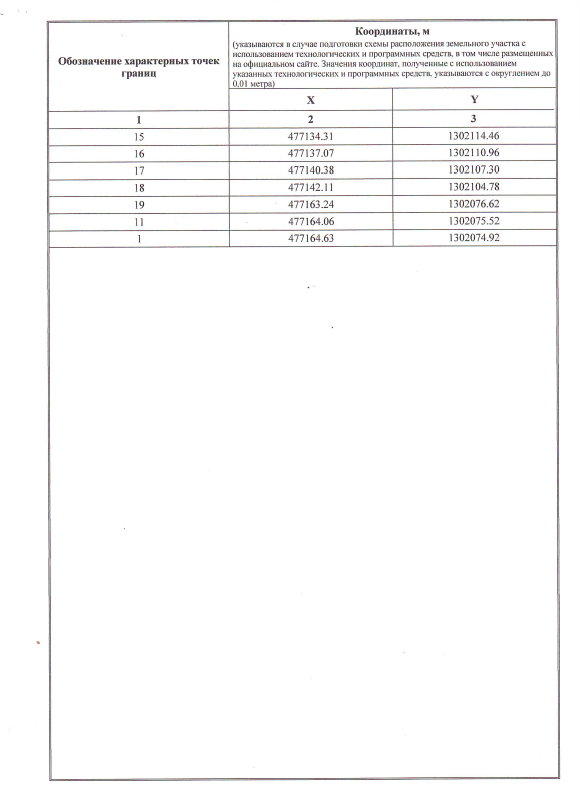 Обозначение характерных точек
границ
Координаты, м
(указываются в случае подготовки схемы расположения земельного участка с
использованием технологических и программных средств, в том числе размещенных
на официальном сайте. Значения координат, полученные с использованием
указанных технологических и программных средств, указываются с округлением до
0,01 метра)
X Y
1 2 3
15 477134.31 1302114.46
16 477137.07 1302110.96
17 477140.38 1302107.30
18 477142.11 1302104.78
19 477163.24 1302076.62
11 477164.06 1302075.52
1 477164.63 1302074.92